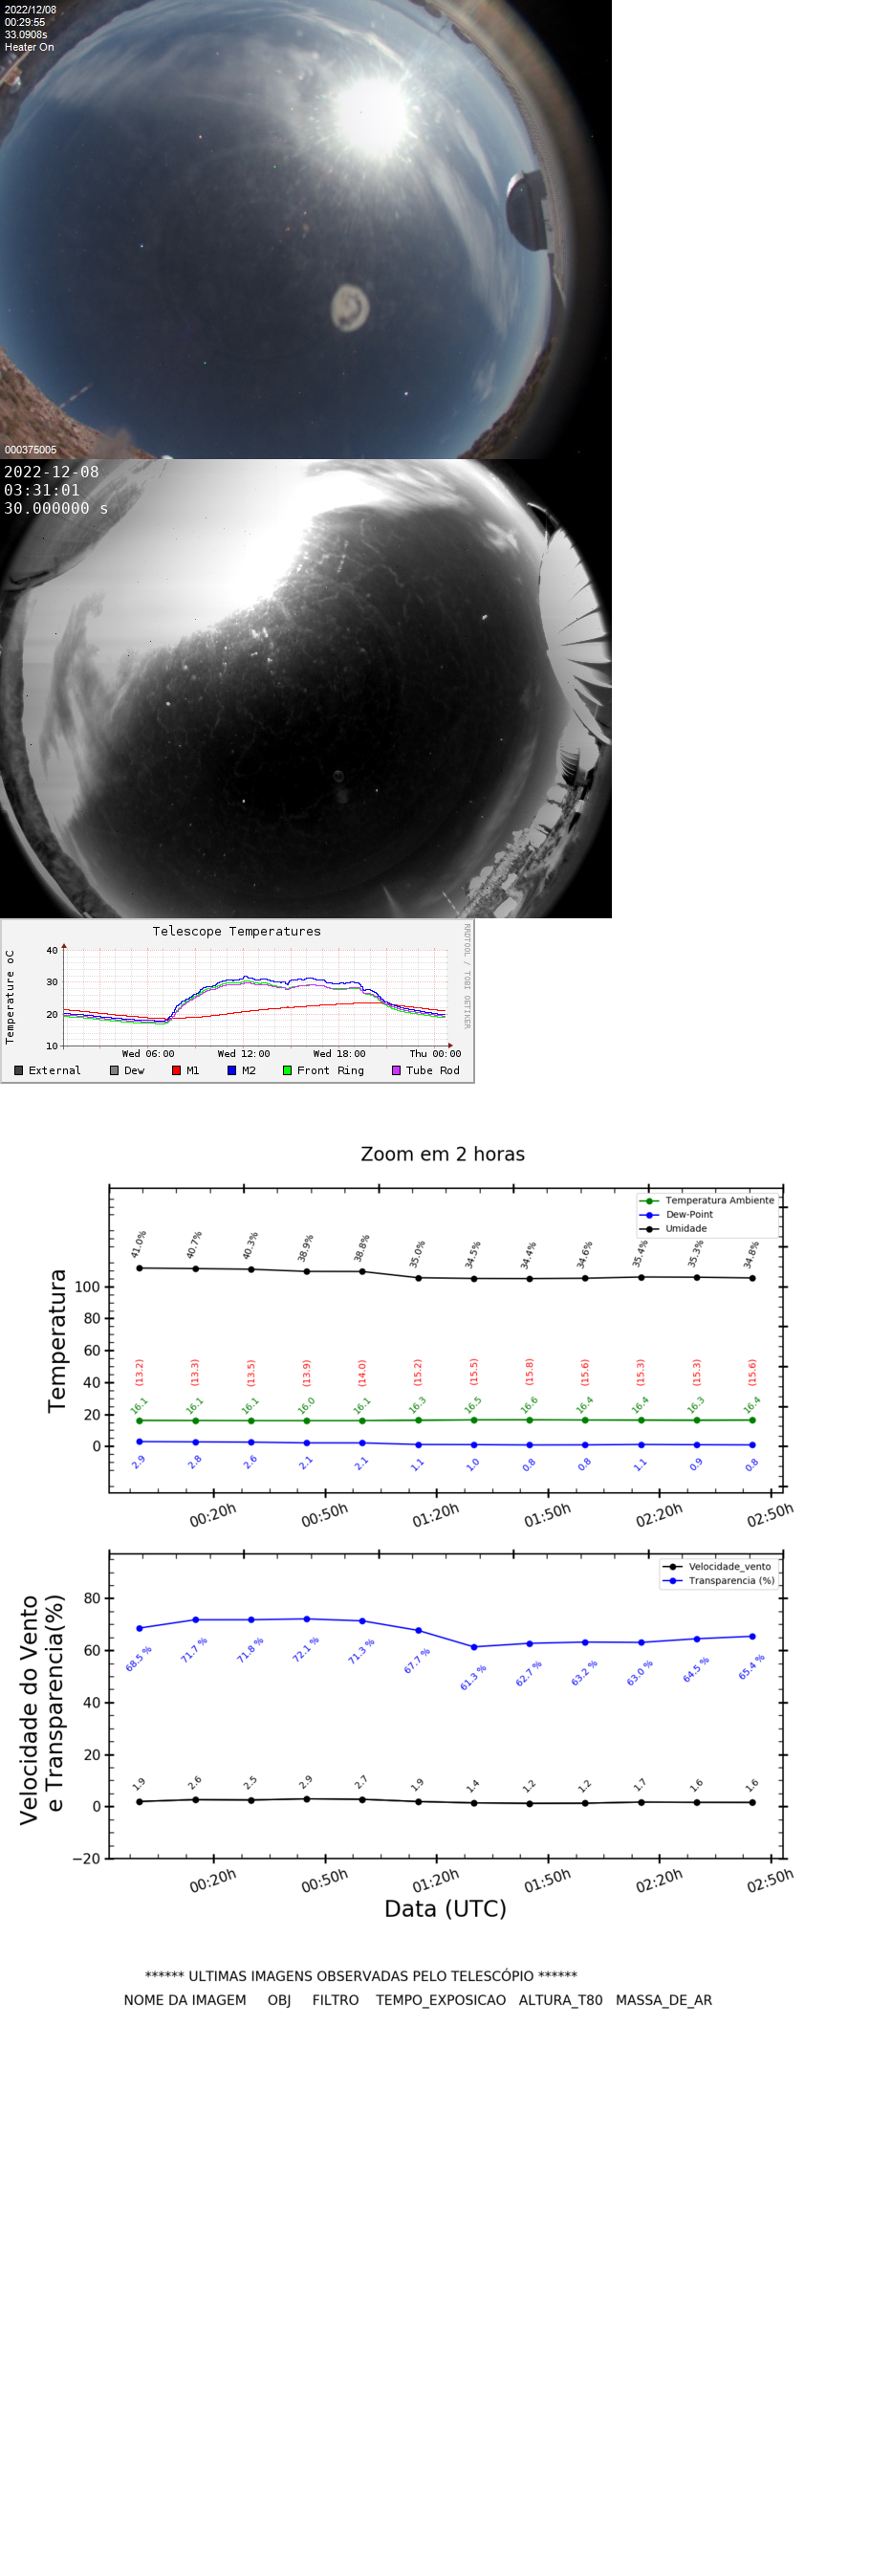 2022/12/08
00:29:55
33.0908s
Heater On
000375005
2022-12-08
03:31:01
30.000000 s
Telescope Temperatures
Temperature oC
40
30
20
10
Wed 06:00 Wed 12:00 Wed 18:00 Thu 00:00
External Dew M1 M2 Front Ring Tube Rod
RRDTOOL / TOBI OETIKER
Zoom em 2 horas
Temperatura Ambiente
Dew-Point
Umidade
Temperatura
100
80
60
40
20
0
41.0% 40.7% 40.3% 38.9% 38.8% 35.0% 34.5% 34.4% 34.6% 35.4% 35.3% 34.8%
(13.2) (13.3) (13.5) (13.9) (14.0) (15.2) (15.5) (15.8) (15.6) (15.3) (15.3) (15.6)
16.1 16.1 16.1 16.0 16.1 16.3 16.5 16.6 16.4 16.4 16.3 16.4
2.9 2.8 2.6 2.1 2.1 1.1 1.0 0.8 0.8 1.1 0.9 0.8
00:20h 00:50h 01:20h 01:50h 02:20h 02:50h
Velocidade_vento
Transparencia (%)
Velocidade do Vento
e Transparencia(%)
80
60
40
20
0
−20
68.5 % 71.7 % 71.8 % 72.1 % 71.3 % 67.7 % 61.3 % 62.7 % 63.2 % 63.0 % 64.5 % 65.4 %
1.9 2.6 2.5 2.9 2.7 1.9 1.4 1.2 1.2 1.7 1.6 1.6
00:20h 00:50h 01:20h 01:50h 02:20h 02:50h
Data (UTC)
****** ULTIMAS IMAGENS OBSERVADAS PELO TELESCÓPIO ******
NOME DA IMAGEM OBJ FILTRO TEMPO_EXPOSICAO ALTURA_T80 MASSA_DE_AR